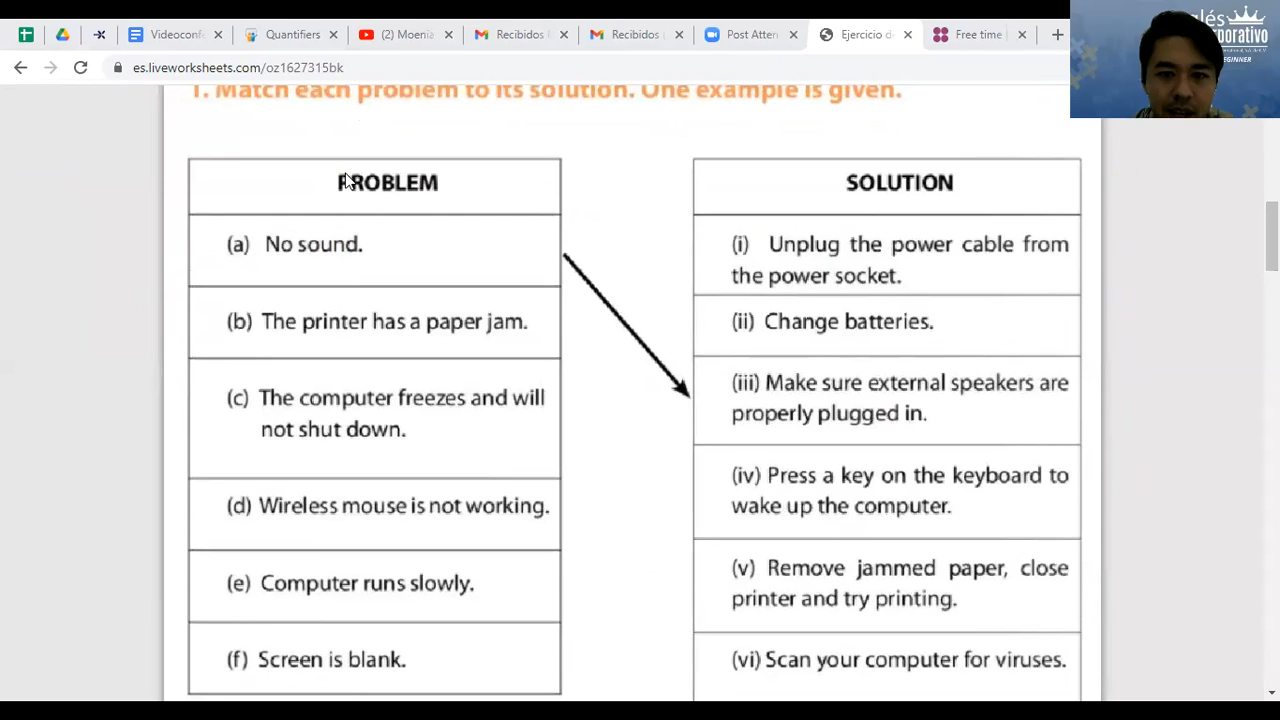 Videoconf
Quantifiers
(2) Moenia
Recibidos
Recibidos
Post Atten
Ejercicio de
Free time
es.liveworksheets.com/oz1627315bk
BEGINNER
1. Match each problem to its solution. One example is given.
PROBLEM
(a) No sound.
(b) The printer has a paper jam.
(c) The computer freezes and will
not shut down.
(d) Wireless mouse is not working.
(e) Computer runs slowly.
(f) Screen is blank.
SOLUTION
(i) Unplug the power cable from
the power socket.
(ii) Change batteries.
(iii) Make sure external speakers are
properly plugged in.
(iv) Press a key on the keyboard to
wake up the computer.
(v) Remove jammed paper, close
printer and try printing.
(vi) Scan your computer for viruses.